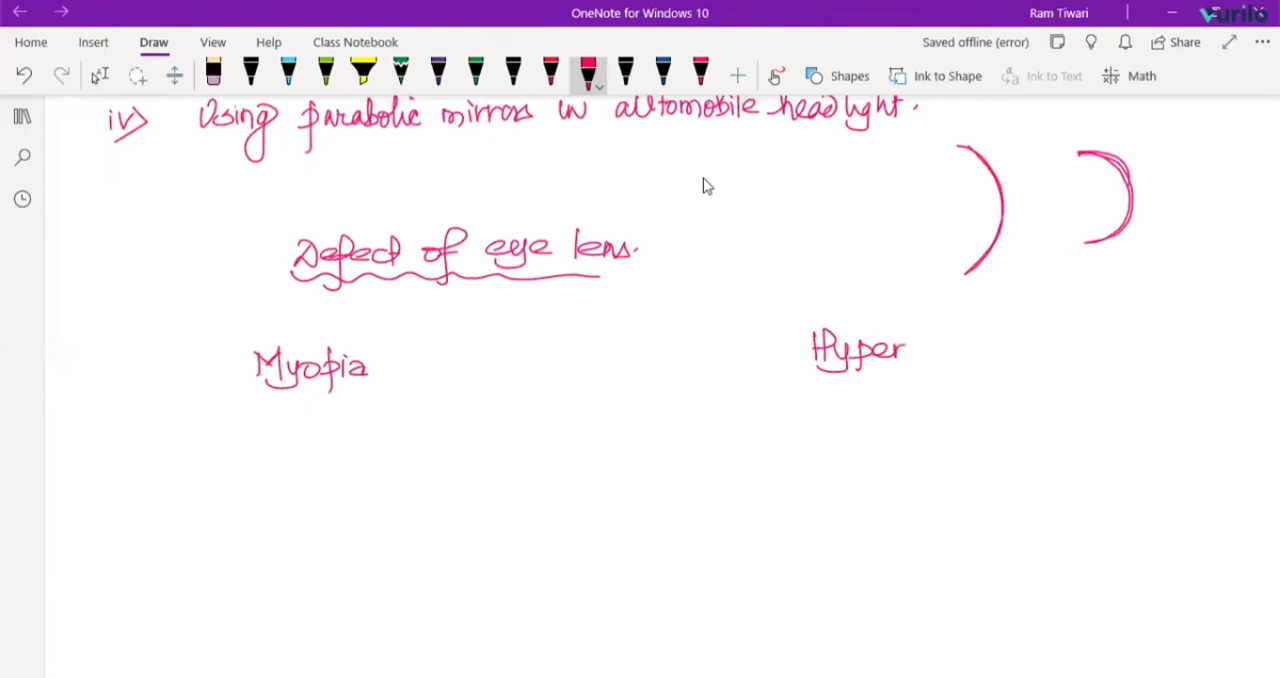 OneNote for Windows 10
Ram Tiwari
Vurilo
Home Insert Draw View Help Class Notebook
Saved offline (error) Share
Shapes Ink to Shape Ink to Text Math
iv) Using parabolic mirrors in automobile headlight.
Defect of eye lens.
Myopia Hyper